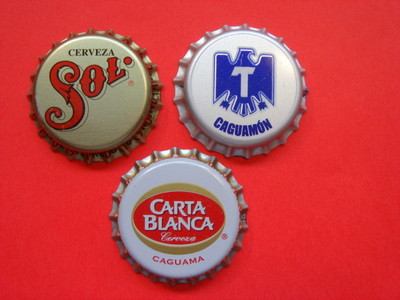 CERVEZA
SOL
®
T
CAGUAMÓN
CARTA
BLANCA
Cerveza
®
CAGUAMA